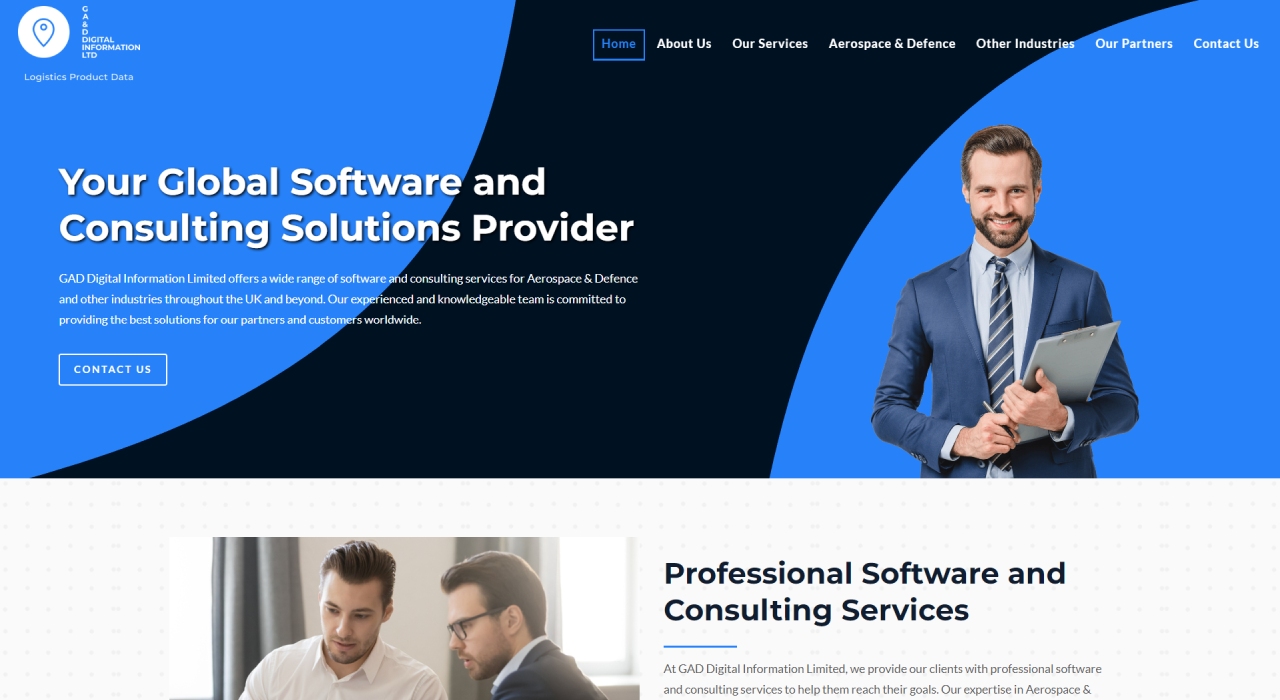 G
A
&
D
DIGITAL
INFORMATION
LTD
Logistics Product Data
Home About Us Our Services Aerospace & Defence Other Industries Our Partners Contact Us
Your Global Software and
Consulting Solutions Provider
GAD Digital Information Limited offers a wide range of software and consulting services for Aerospace & Defence
and other industries throughout the UK and beyond. Our experienced and knowledgeable team is committed to
providing the best solutions for our partners and customers worldwide.
CONTACT US
Professional Software and
Consulting Services
At GAD Digital Information Limited, we provide our clients with professional software
and consulting services to help them reach their goals. Our expertise in Aerospace &